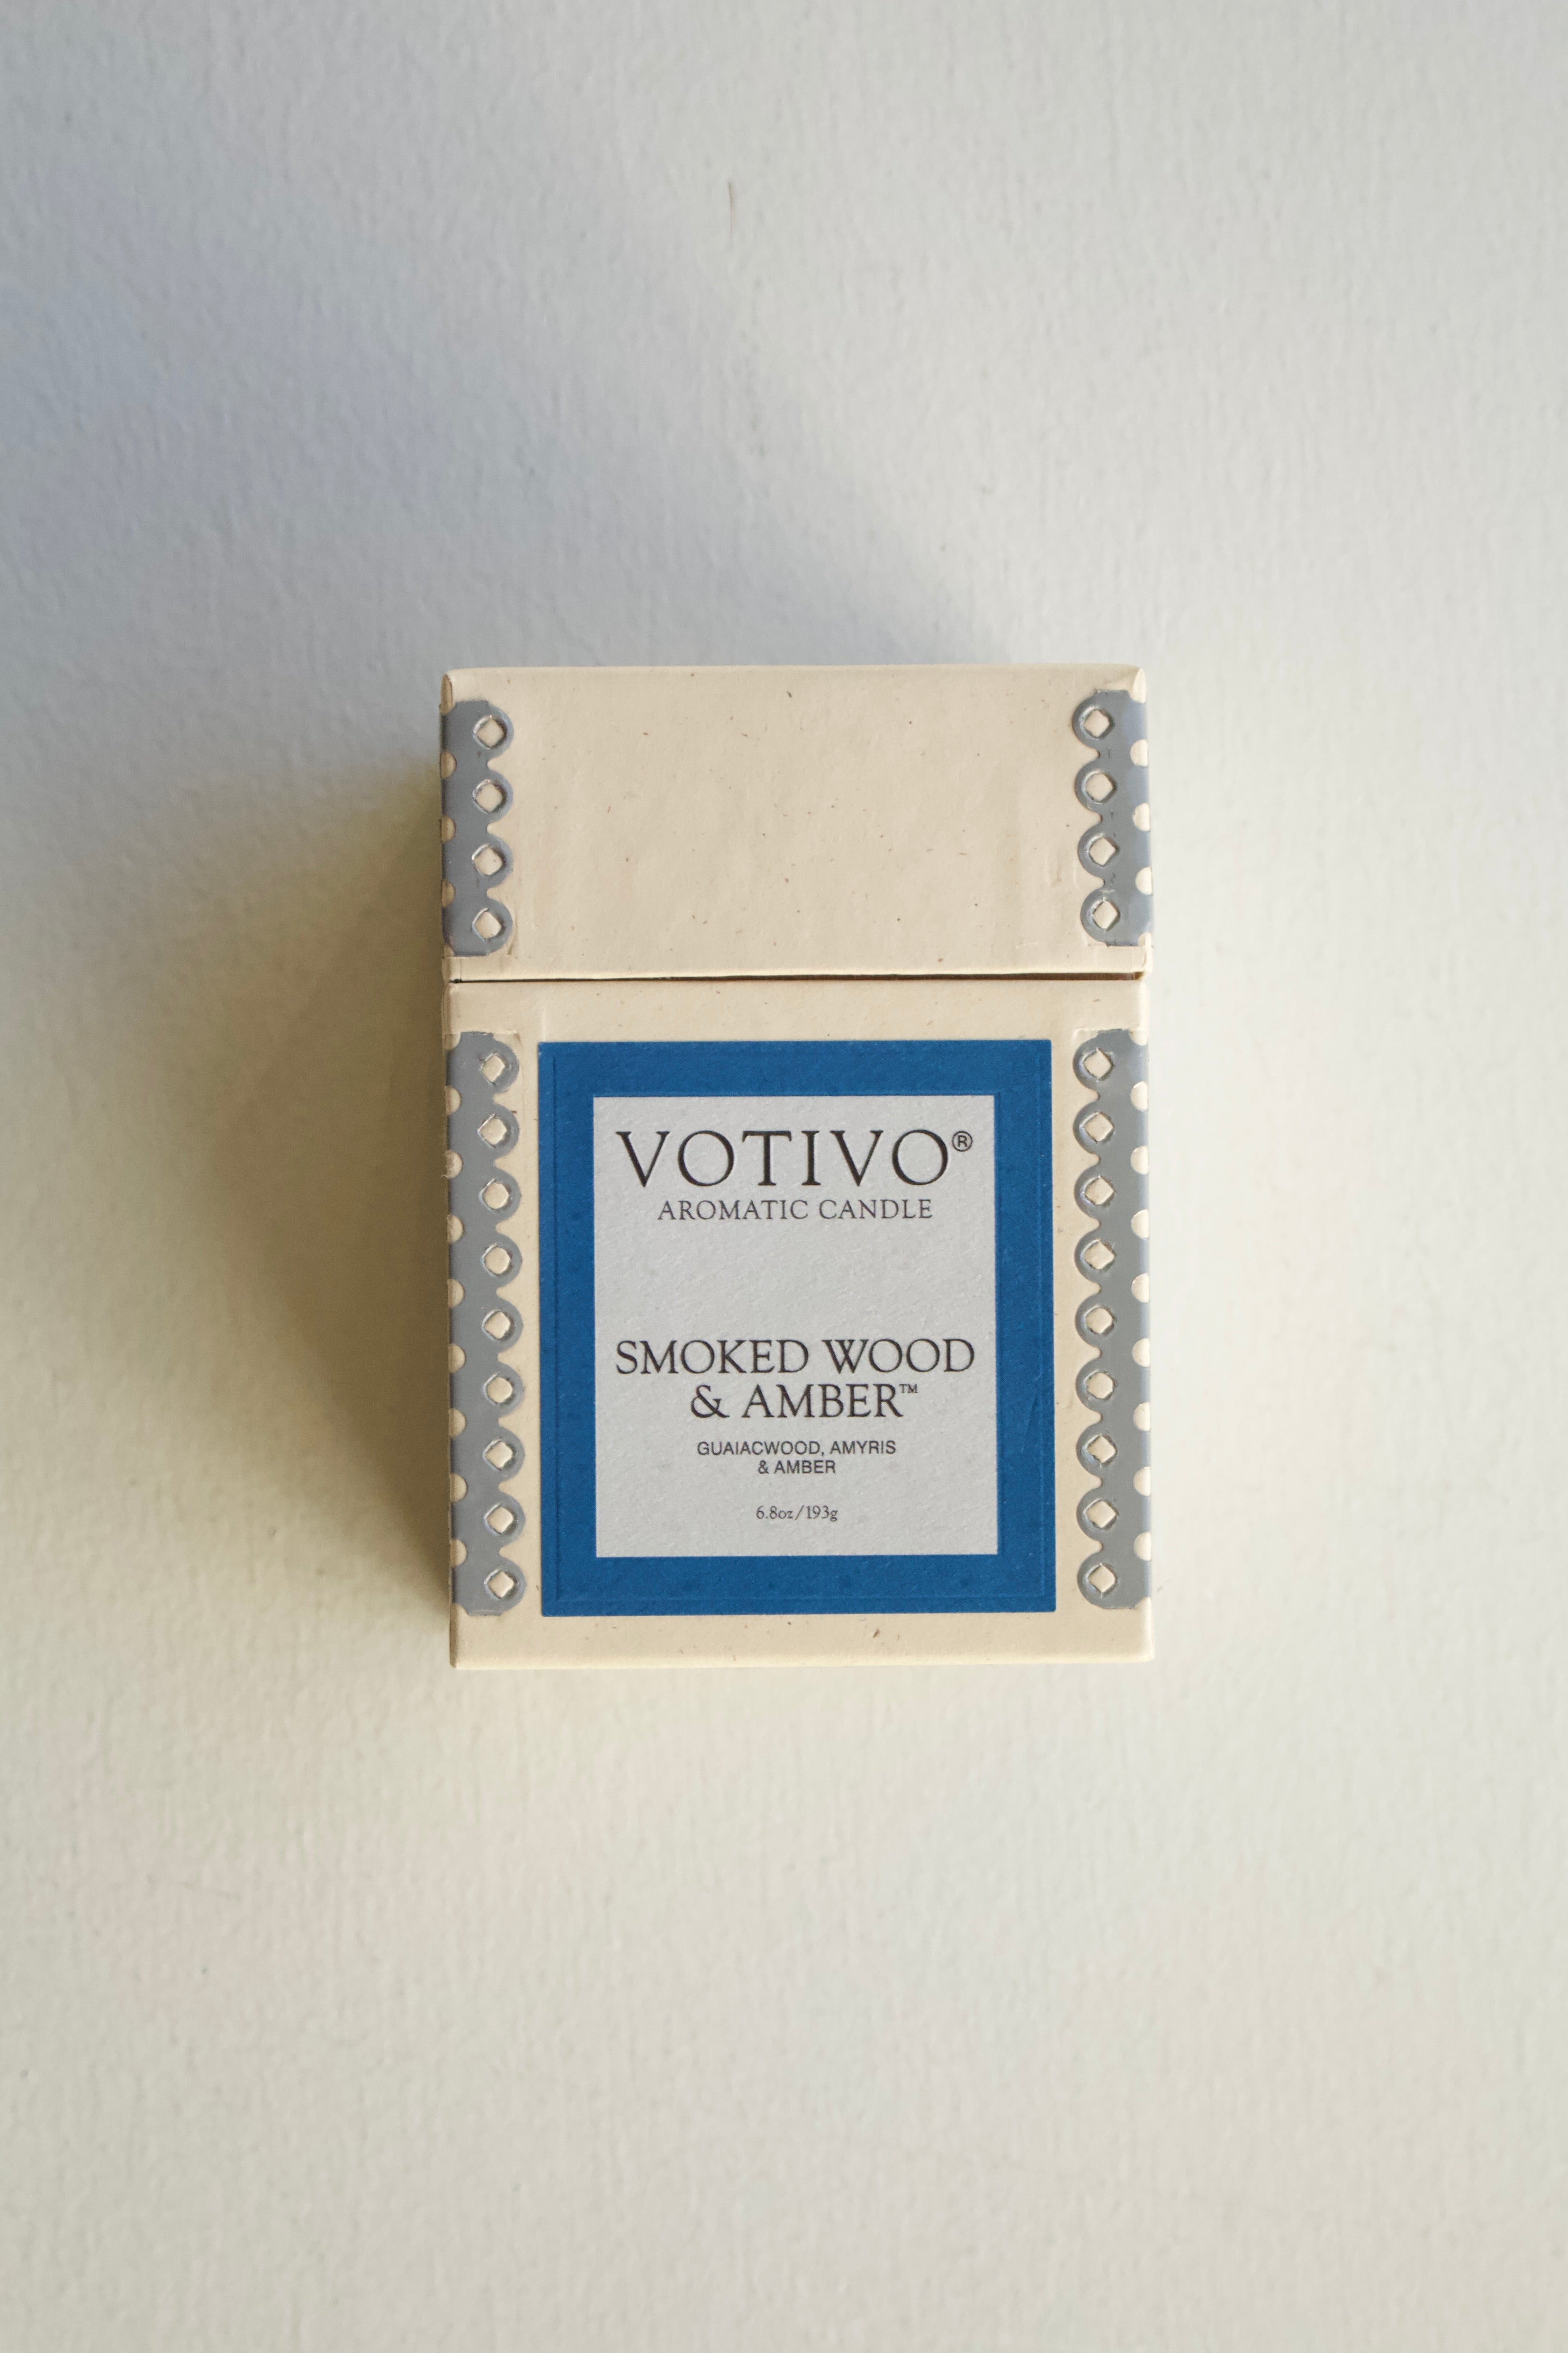 VOTIVO®
AROMATIC CANDLE
SMOKED WOOD
& AMBER™
GUAIACWOOD, AMYRIS
& AMBER
6.8oz/193g